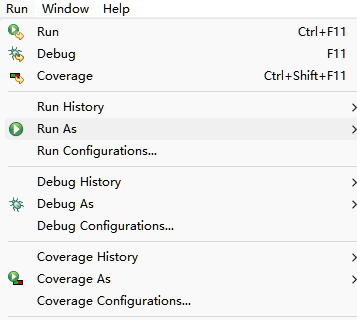 Run Window Help
Run Ctrl+F11
Debug F11
Coverage Ctrl+Shift+F11
Run History
Run As
Run Configurations...
Debug History
Debug As
Debug Configurations...
Coverage History
Coverage As
Coverage Configurations...